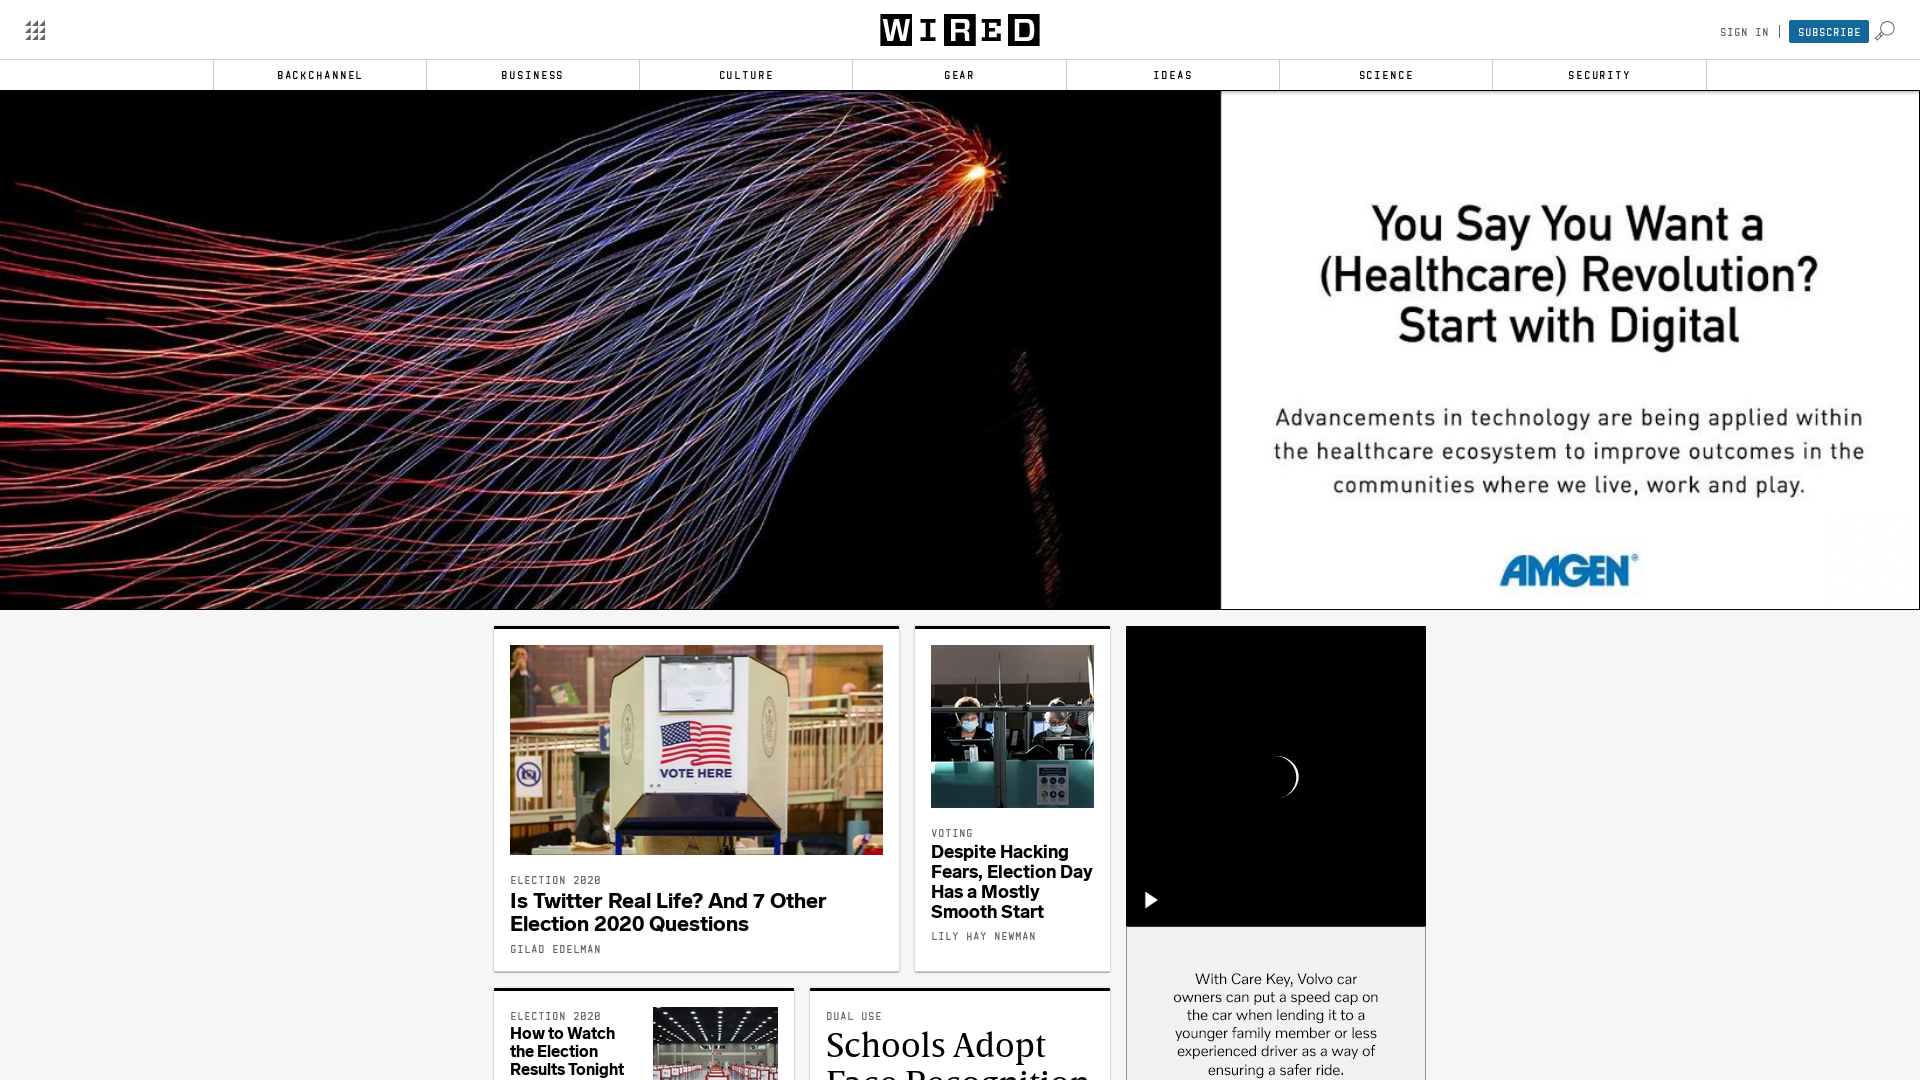 WIRED
SIGN IN
SUBSCRIBE
BACKCHANNEL
BUSINESS
CULTURE
GEAR
IDEAS
SCIENCE
SECURITY
You Say You Want a
(Healthcare) Revolution?
Start with Digital
Advancements in technology are being applied within
the healthcare ecosystem to improve outcomes in the
communities where we live, work and play.
AMGEN®
VOTE HERE
ELECTION 2020
Is Twitter Real Life? And 7 Other
Election 2020 Questions
GILAD EDELMAN
VOTING
Despite Hacking
Fears, Election Day
Has a Mostly
Smooth Start
LILY HAY NEWMAN
ELECTION 2020
How to Watch
the Election
Results Tonight
DUAL USE
Schools Adopt
Face Recognition
With Care Key, Volvo car
owners can put a speed cap on
the car when lending it to a
younger family member or less
experienced driver as a way of
ensuring a safer ride.